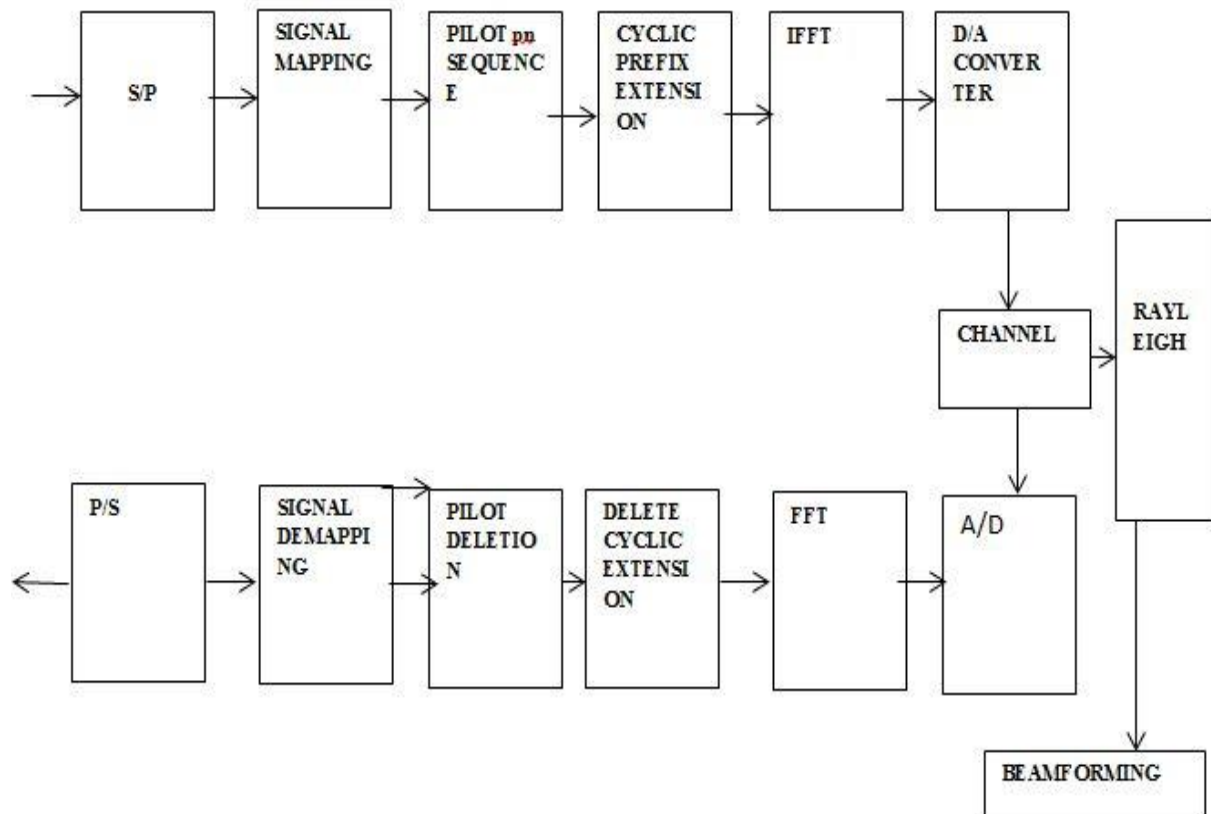 S/P
SIGNAL
MAPPING
PILOT pn
SEQUENC
E
CYCLIC
PREFIX
EXTENSI
ON
IFFT
D/A
CONVER
TER
CHANNEL
RAYL
EIGH
P/S
SIGNAL
DEMAPPI
NG
PILOT
DELETIO
N
DELETE
CYCLIC
EXTENSI
ON
FFT
A/D
BEAMFORMING